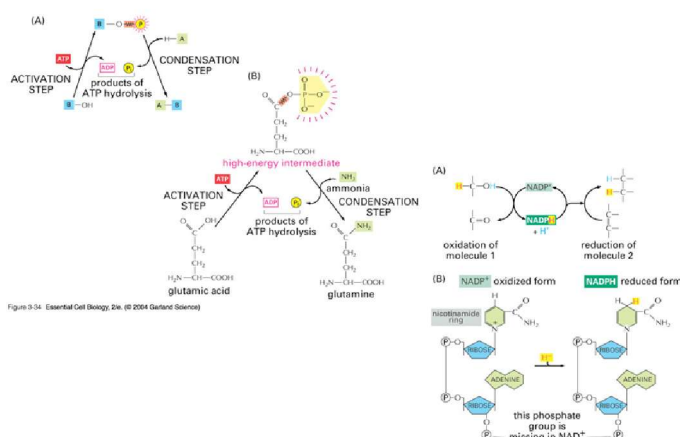 (A)
B—O—P
H—A
ATP
ADP
Pi
ACTIVATION
STEP
products of
ATP hydrolysis
CONDENSATION
STEP
B—OH
A—B
(B)
O
O
O
P—O⁻
O⁻
C
CH₂
CH₂
H₂N—CH—COOH
high-energy intermediate
ATP
ADP
Pi
NH₃
ammonia
ACTIVATION
STEP
products of
ATP hydrolysis
CONDENSATION
STEP
O
OH
C
CH₂
CH₂
H₂N—CH—COOH
glutamic acid
O
NH₂
C
CH₂
CH₂
H₂N—CH—COOH
glutamine
Figure 3-34 Essential Cell Biology, 2/e. (© 2004 Garland Science)
(A)
H—C—OH
NADP⁺
H—C—
H—C—
C=O
NADPH
+ H⁺
C
C
oxidation of
molecule 1
reduction of
molecule 2
(B)
NADP⁺ oxidized form
NADPH reduced form
nicotinamide
ring
H
O
C
NH₂
N
+
H H
O
C
NH₂
N
P O RIBOSE
H⁻
P O RIBOSE
ADENINE
ADENINE
P O RIBOSE
P O RIBOSE
O
P
this phosphate
group is
missing in NAD⁺
O
P